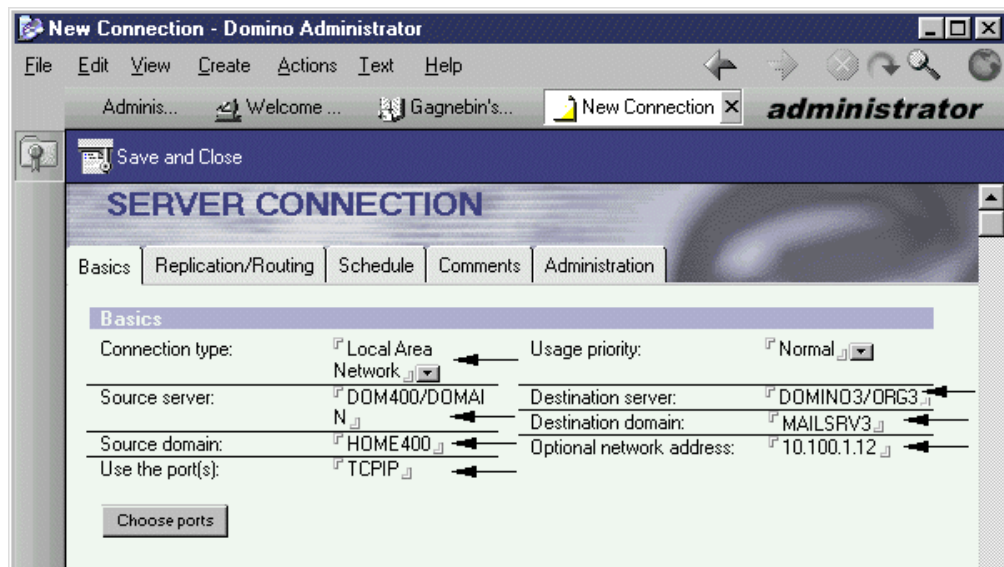 New Connection - Domino Administrator
File Edit View Create Actions Text Help
Adminis... Welcome ... Gagnebin's... New Connection administrator
Save and Close
SERVER CONNECTION
Basics Replication/Routing Schedule Comments Administration
Basics
Connection type: Local Area Network Usage priority: Normal
Source server: DOM400/DOMAIN Destination server: DOMINO3/ORG3
Destination domain: MAILSRV3
Source domain: HOME400 Optional network address: 10.100.1.12
Use the port(s): TCPIP
Choose ports